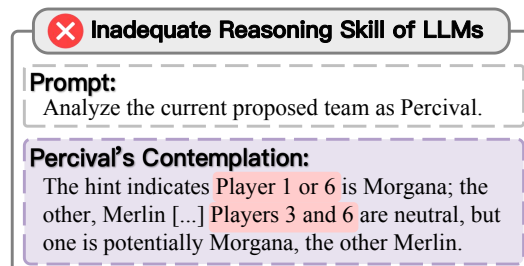 Inadequate Reasoning Skill of LLMs
Prompt:
Analyze the current proposed team as Percival.
Percival's Contemplation:
The hint indicates Player 1 or 6 is Morgana; the
other, Merlin [...] Players 3 and 6 are neutral, but
one is potentially Morgana, the other Merlin.